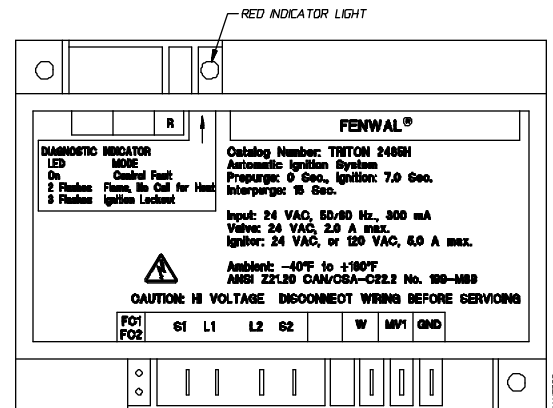 RED INDICATOR LIGHT
R
FENWAL®
DIAGNOSTIC INDICATOR
LED MODE
On Control Fault
2 Flashes Flame, No Call for Heat
3 Flashes Ignition Lockout
Catalog Number: TRITON 2465H
Automatic Ignition System
Prepurge: 0 Sec., Ignition: 7.0 Sec.
Interpurge: 15 Sec.
Input: 24 VAC, 50/60 Hz., 300 mA
Valve: 24 VAC, 2.0 A max.
Ignitor: 24 VAC, or 120 VAC, 5.0 A max.
Ambient: -40°F to +160°F
ANSI Z21.20 CAN/CSA-C22.2 No. 199-M89
CAUTION: HI VOLTAGE DISCONNECT WIRING BEFORE SERVICING
FC1 S1 L1 L2 S2 W MV1 GND
FC2